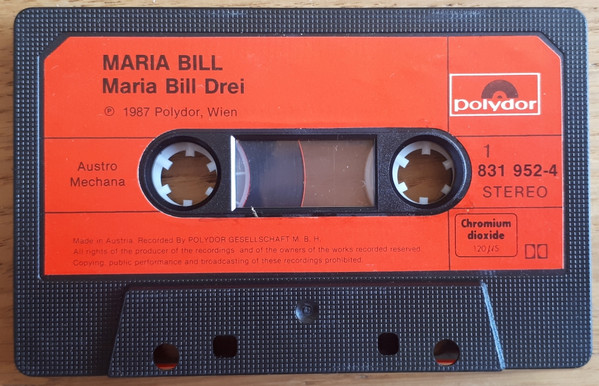 MARIA BILL
Maria Bill Drei
℗ 1987 Polydor, Wien
polydor
Austro
Mechana
1
831 952-4
STEREO
Made in Austria. Recorded By POLYDOR GESELLSCHAFT M. B. H.
All rights of the producer of the recordings and of the owners of the works recorded reserved.
Copying, public performance and broadcasting of these recordings prohibited.
Chromium
dioxide
120µS